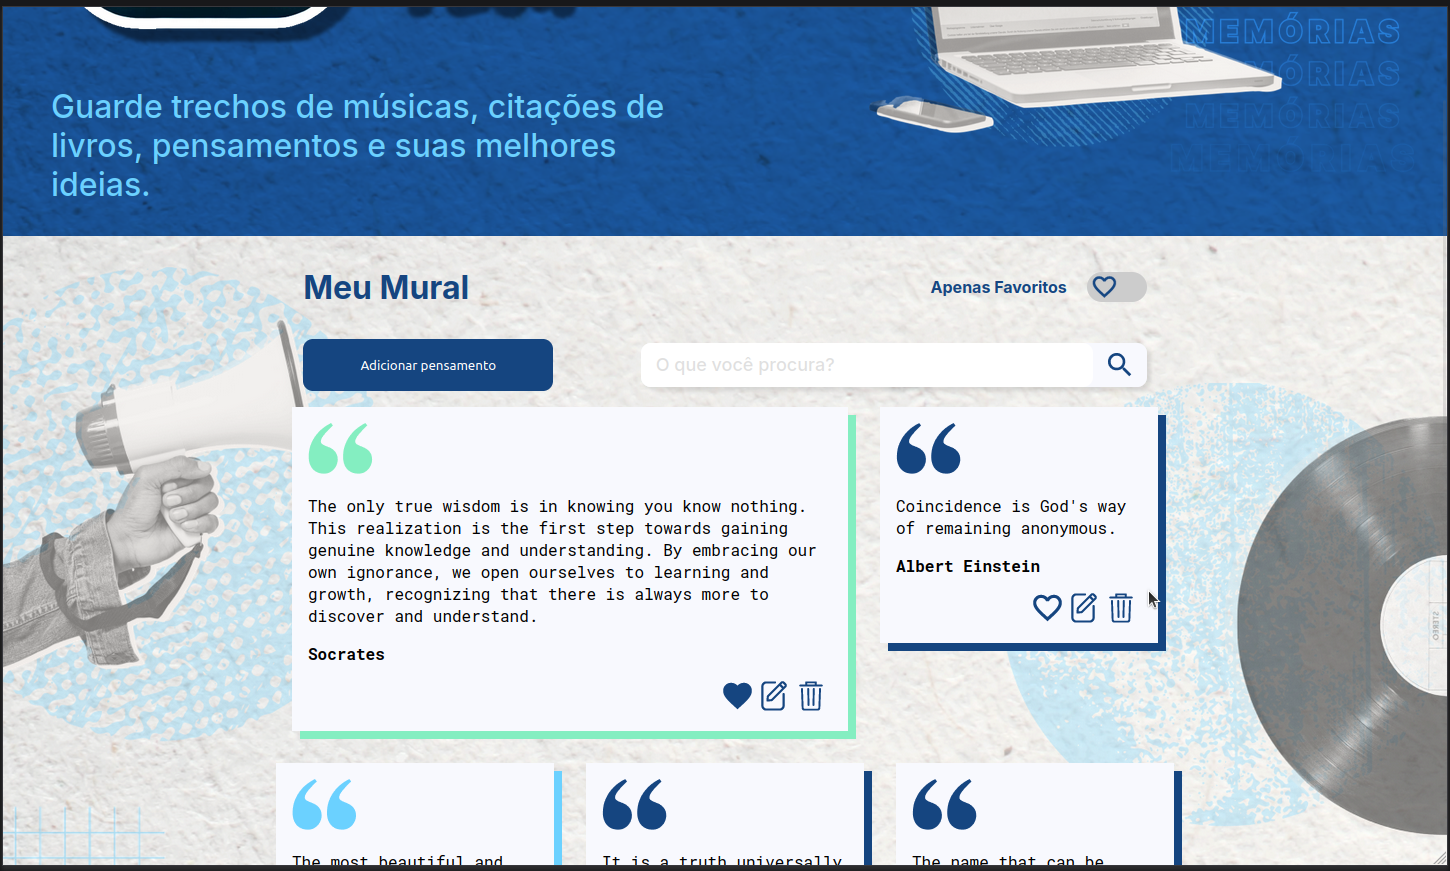 MEMÓRIAS
MÓRIAS
MEMÓRIAS
MEMÓRIAS
Guarde trechos de músicas, citações de
livros, pensamentos e suas melhores
ideias.
Meu Mural
Apenas Favoritos
Adicionar pensamento
O que você procura?
The only true wisdom is in knowing you know nothing.
This realization is the first step towards gaining
genuine knowledge and understanding. By embracing our
own ignorance, we open ourselves to learning and
growth, recognizing that there is always more to
discover and understand.
Socrates
Coincidence is God's way
of remaining anonymous.
Albert Einstein
STEREO
The most beautiful and
It is a truth universally
The name that can be